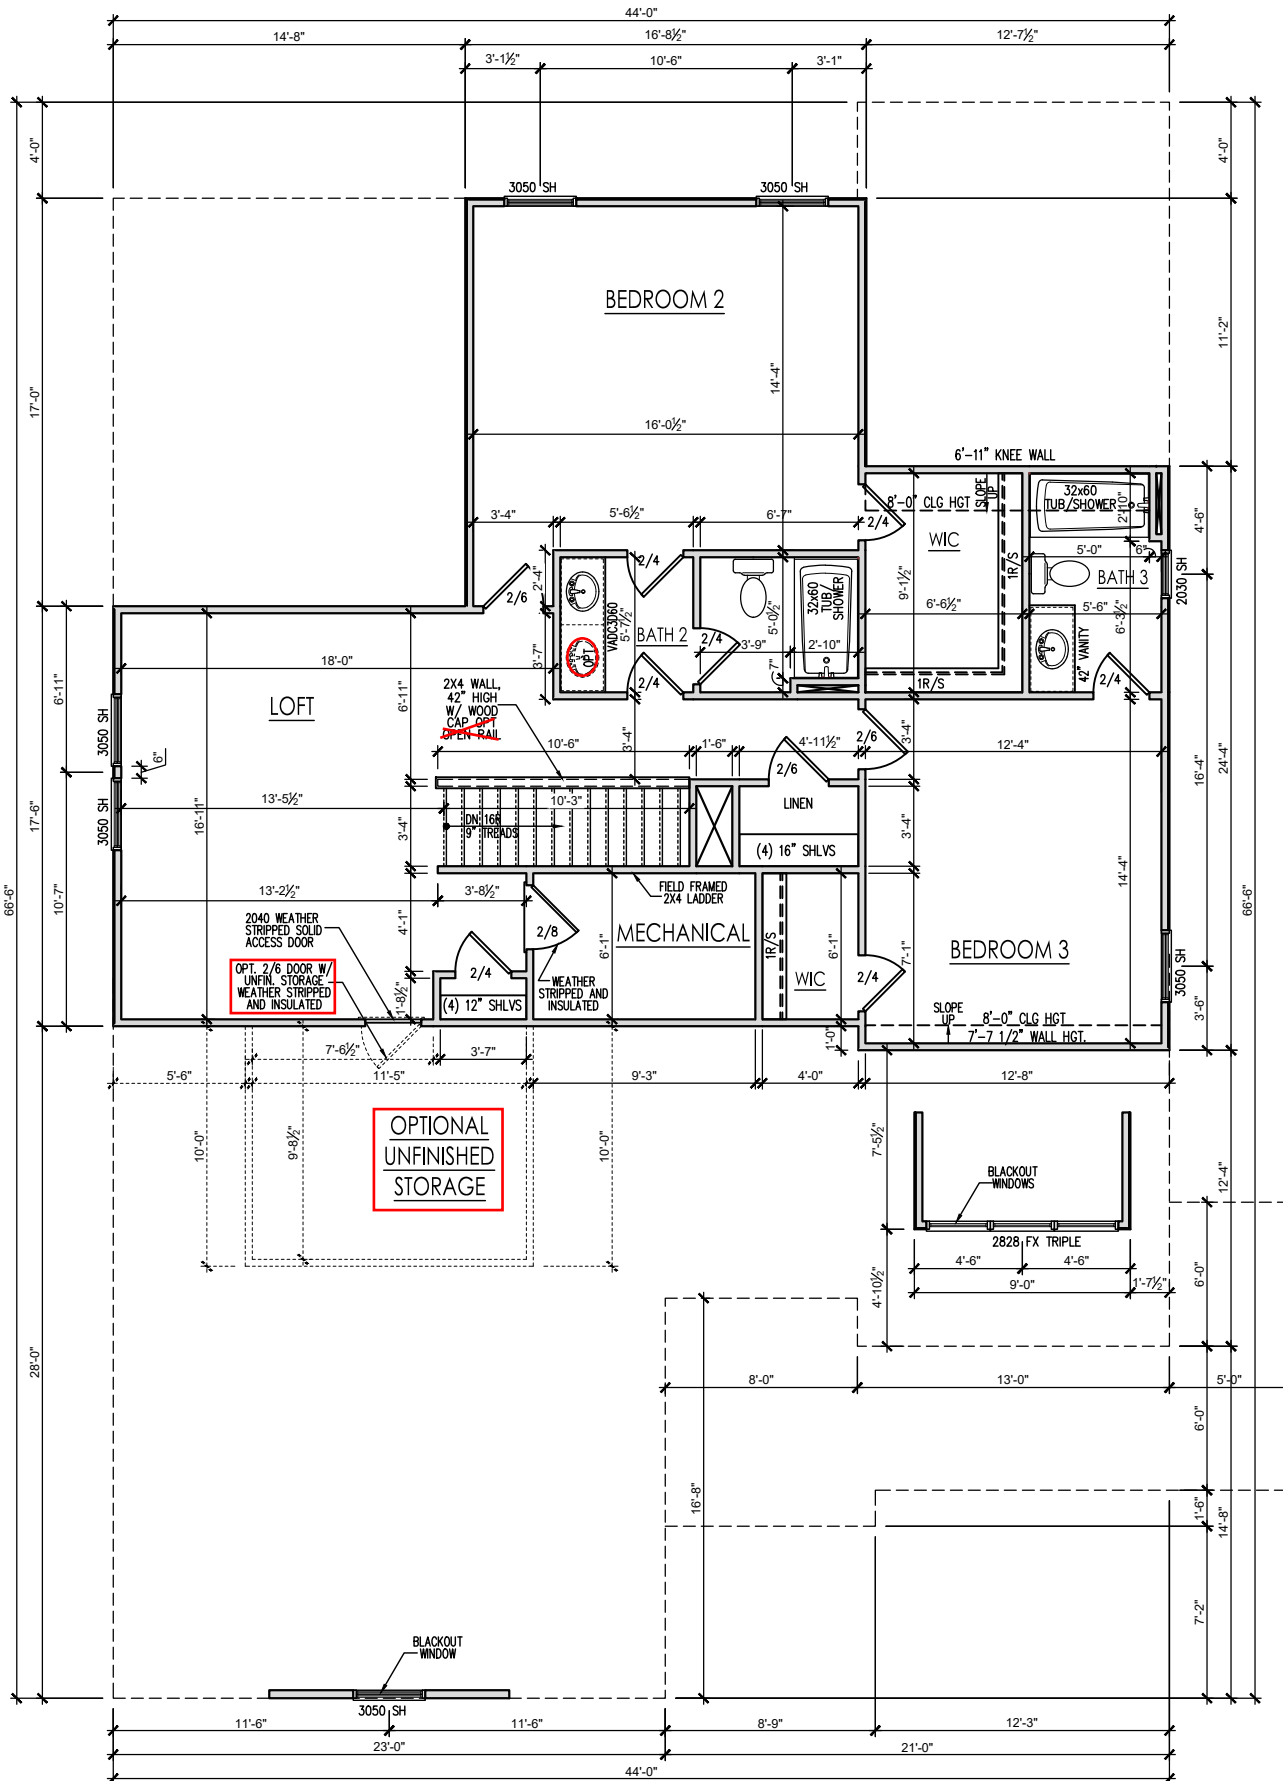 44'-0"
14'-8"
16'-8½"
12'-7½"
3'-1½"
10'-6"
3'-1"
4'-0"
4'-0"
3050 SH
3050 SH
BEDROOM 2
14'-4"
11'-2"
17'-0"
16'-0½"
6'-11" KNEE WALL
8'-0" CLG HGT
SLOPE
UP
32x60
TUB/SHOWER
2'-10"
4'-6"
3'-4"
5'-6½"
6'-7"
2/4
WIC
1R/S
5'-0"
6"
BATH 3
2030 SH
2/4
2/6
2'-4"
VADC3D60
5'-7½"
BATH 2
2/4
5'-0½"
32x60
TUB/
SHOWER
9'-1½"
6'-6½"
5'-6"
6'-3½"
3'-9"
2'-10"
7"
OPT
42" VANITY
2/4
2/4
1R/S
18'-0"
3'-7"
6'-11"
6'-11"
LOFT
2X4 WALL,
42" HIGH
W/ WOOD
CAP OPT
OPEN RAIL
3050 SH
6"
10'-6"
3'-4"
1'-6"
4'-11½"
2/6
3'-4"
12'-4"
16'-4"
24'-4"
2/6
LINEN
13'-5½"
10'-3"
16'-11"
3050 SH
17'-6"
DN 16R
9" TREADS
3'-4"
3'-4"
(4) 16" SHLVS
14'-4"
66'-6"
66'-6"
10'-7"
13'-2½"
3'-8½"
FIELD FRAMED
2X4 LADDER
2040 WEATHER
STRIPPED SOLID
ACCESS DOOR
4'-1"
2/8
MECHANICAL
6'-1"
1R/S
6'-1"
WIC
7'-1"
BEDROOM 3
OPT. 2/6 DOOR W/
UNFIN. STORAGE
WEATHER STRIPPED
AND INSULATED
2/4
WEATHER
STRIPPED AND
INSULATED
2/4
3050 SH
1'-8½"
(4) 12" SHLVS
SLOPE
UP
8'-0" CLG HGT
7'-7 1/2" WALL HGT.
3'-6"
7'-6½"
3'-7"
1'-0"
5'-6"
11'-5"
9'-3"
4'-0"
12'-8"
10'-0"
9'-8½"
OPTIONAL
UNFINISHED
STORAGE
10'-0"
7'-5½"
BLACKOUT
WINDOWS
12'-4"
2828 FX TRIPLE
4'-6"
4'-6"
9'-0"
1'-7½"
6'-0"
4'-10½"
28'-0"
8'-0"
13'-0"
5'-0"
6'-0"
16'-8"
1'-6"
14'-8"
7'-2"
BLACKOUT
WINDOW
3050 SH
11'-6"
11'-6"
8'-9"
12'-3"
23'-0"
21'-0"
44'-0"